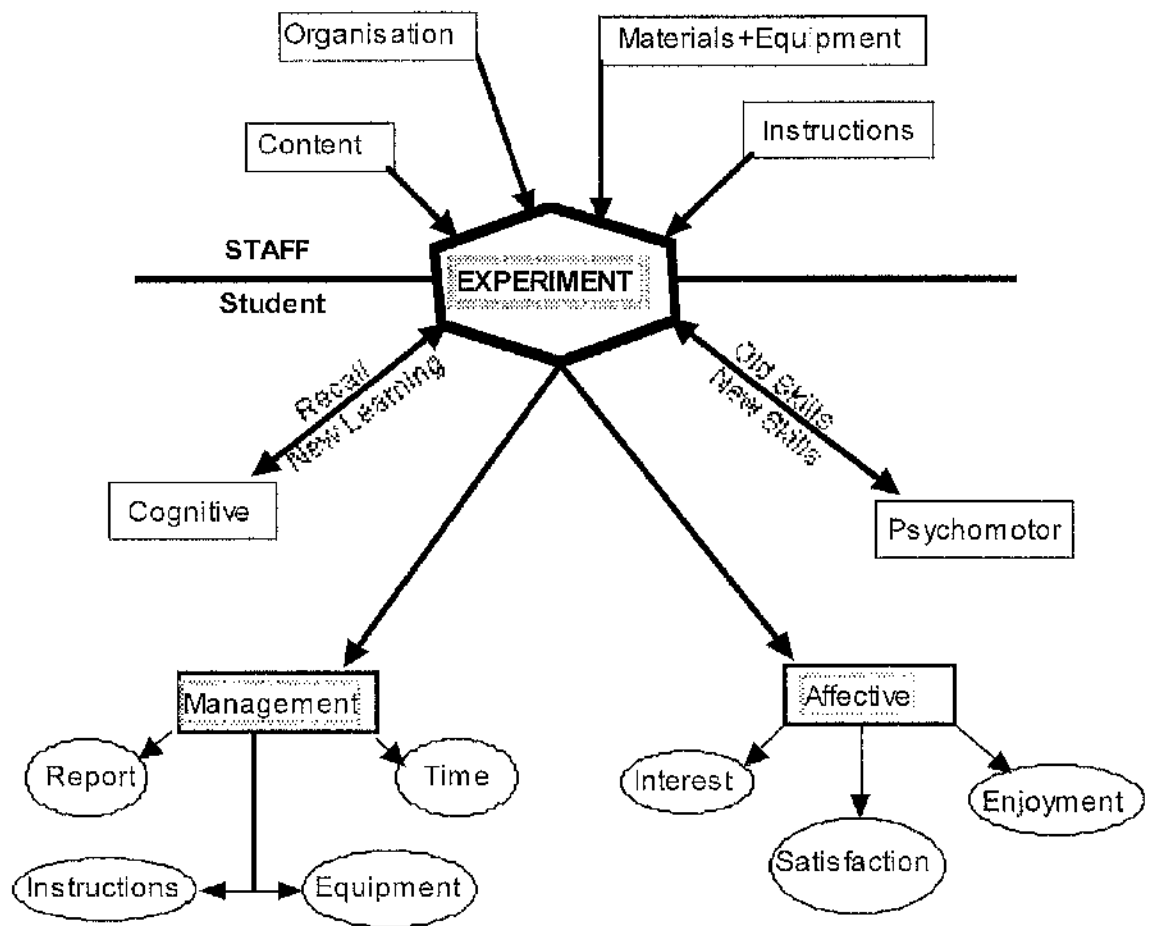 Organisation
Materials+Equipment
Content
Instructions
STAFF
EXPERIMENT
Student
Recall
New Learning
Old Skills
New Skills
Cognitive
Psychomotor
Management
Affective
Report
Time
Interest
Enjoyment
Satisfaction
Instructions
Equipment